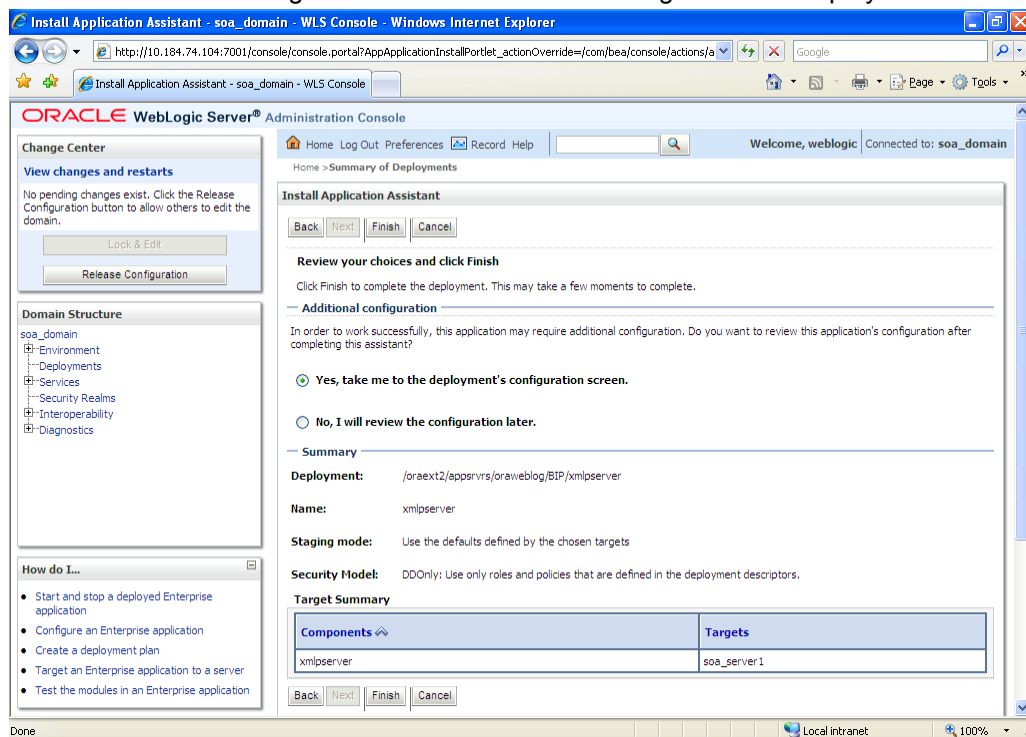 Install Application Assistant - soa_domain - WLS Console - Windows Internet Explorer
http://10.184.74.104:7001/console/console.portal?AppApplicationInstallPortlet_actionOverride=/com/bea/console/actions/a
Google
Install Application Assistant - soa_domain - WLS Console
Page
Tools
»
ORACLE WebLogic Server® Administration Console
Change Center
View changes and restarts
No pending changes exist. Click the Release
Configuration button to allow others to edit the
domain.
Lock & Edit
Release Configuration
Domain Structure
soa_domain
Environment
Deployments
Services
Security Realms
Interoperability
Diagnostics
How do I...
Start and stop a deployed Enterprise
application
Configure an Enterprise application
Create a deployment plan
Target an Enterprise application to a server
Test the modules in an Enterprise application
Home Log Out Preferences Record Help
Welcome, weblogic Connected to: soa_domain
Home >Summary of Deployments
Install Application Assistant
Back Next Finish Cancel
Review your choices and click Finish
Click Finish to complete the deployment. This may take a few moments to complete.
Additional configuration
In order to work successfully, this application may require additional configuration. Do you want to review this application's configuration after
completing this assistant?
Yes, take me to the deployment's configuration screen.
No, I will review the configuration later.
Summary
Deployment: /oraext2/appsrvrs/oraweblog/BIP/xmlpserver
Name: xmlpserver
Staging mode: Use the defaults defined by the chosen targets
Security Model: DDOnly: Use only roles and policies that are defined in the deployment descriptors.
Target Summary
Components Targets
xmlpserver soa_server1
Back Next Finish Cancel
Done Local intranet 100%